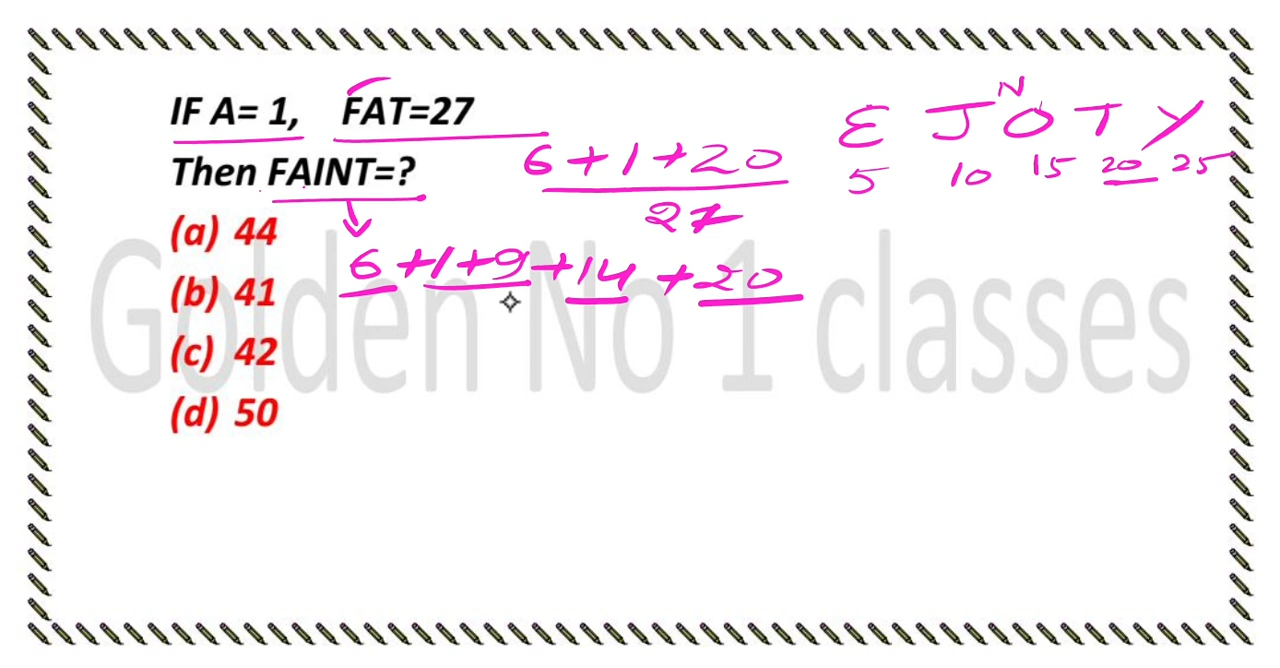 IF A= 1, FAT=27
Then FAINT=?
6+1+20
27
E J N O T Y
5 10 15 20 25
6+1+9+14+20
(a) 44
(b) 41
(c) 42
(d) 50
Golden No 1 classes